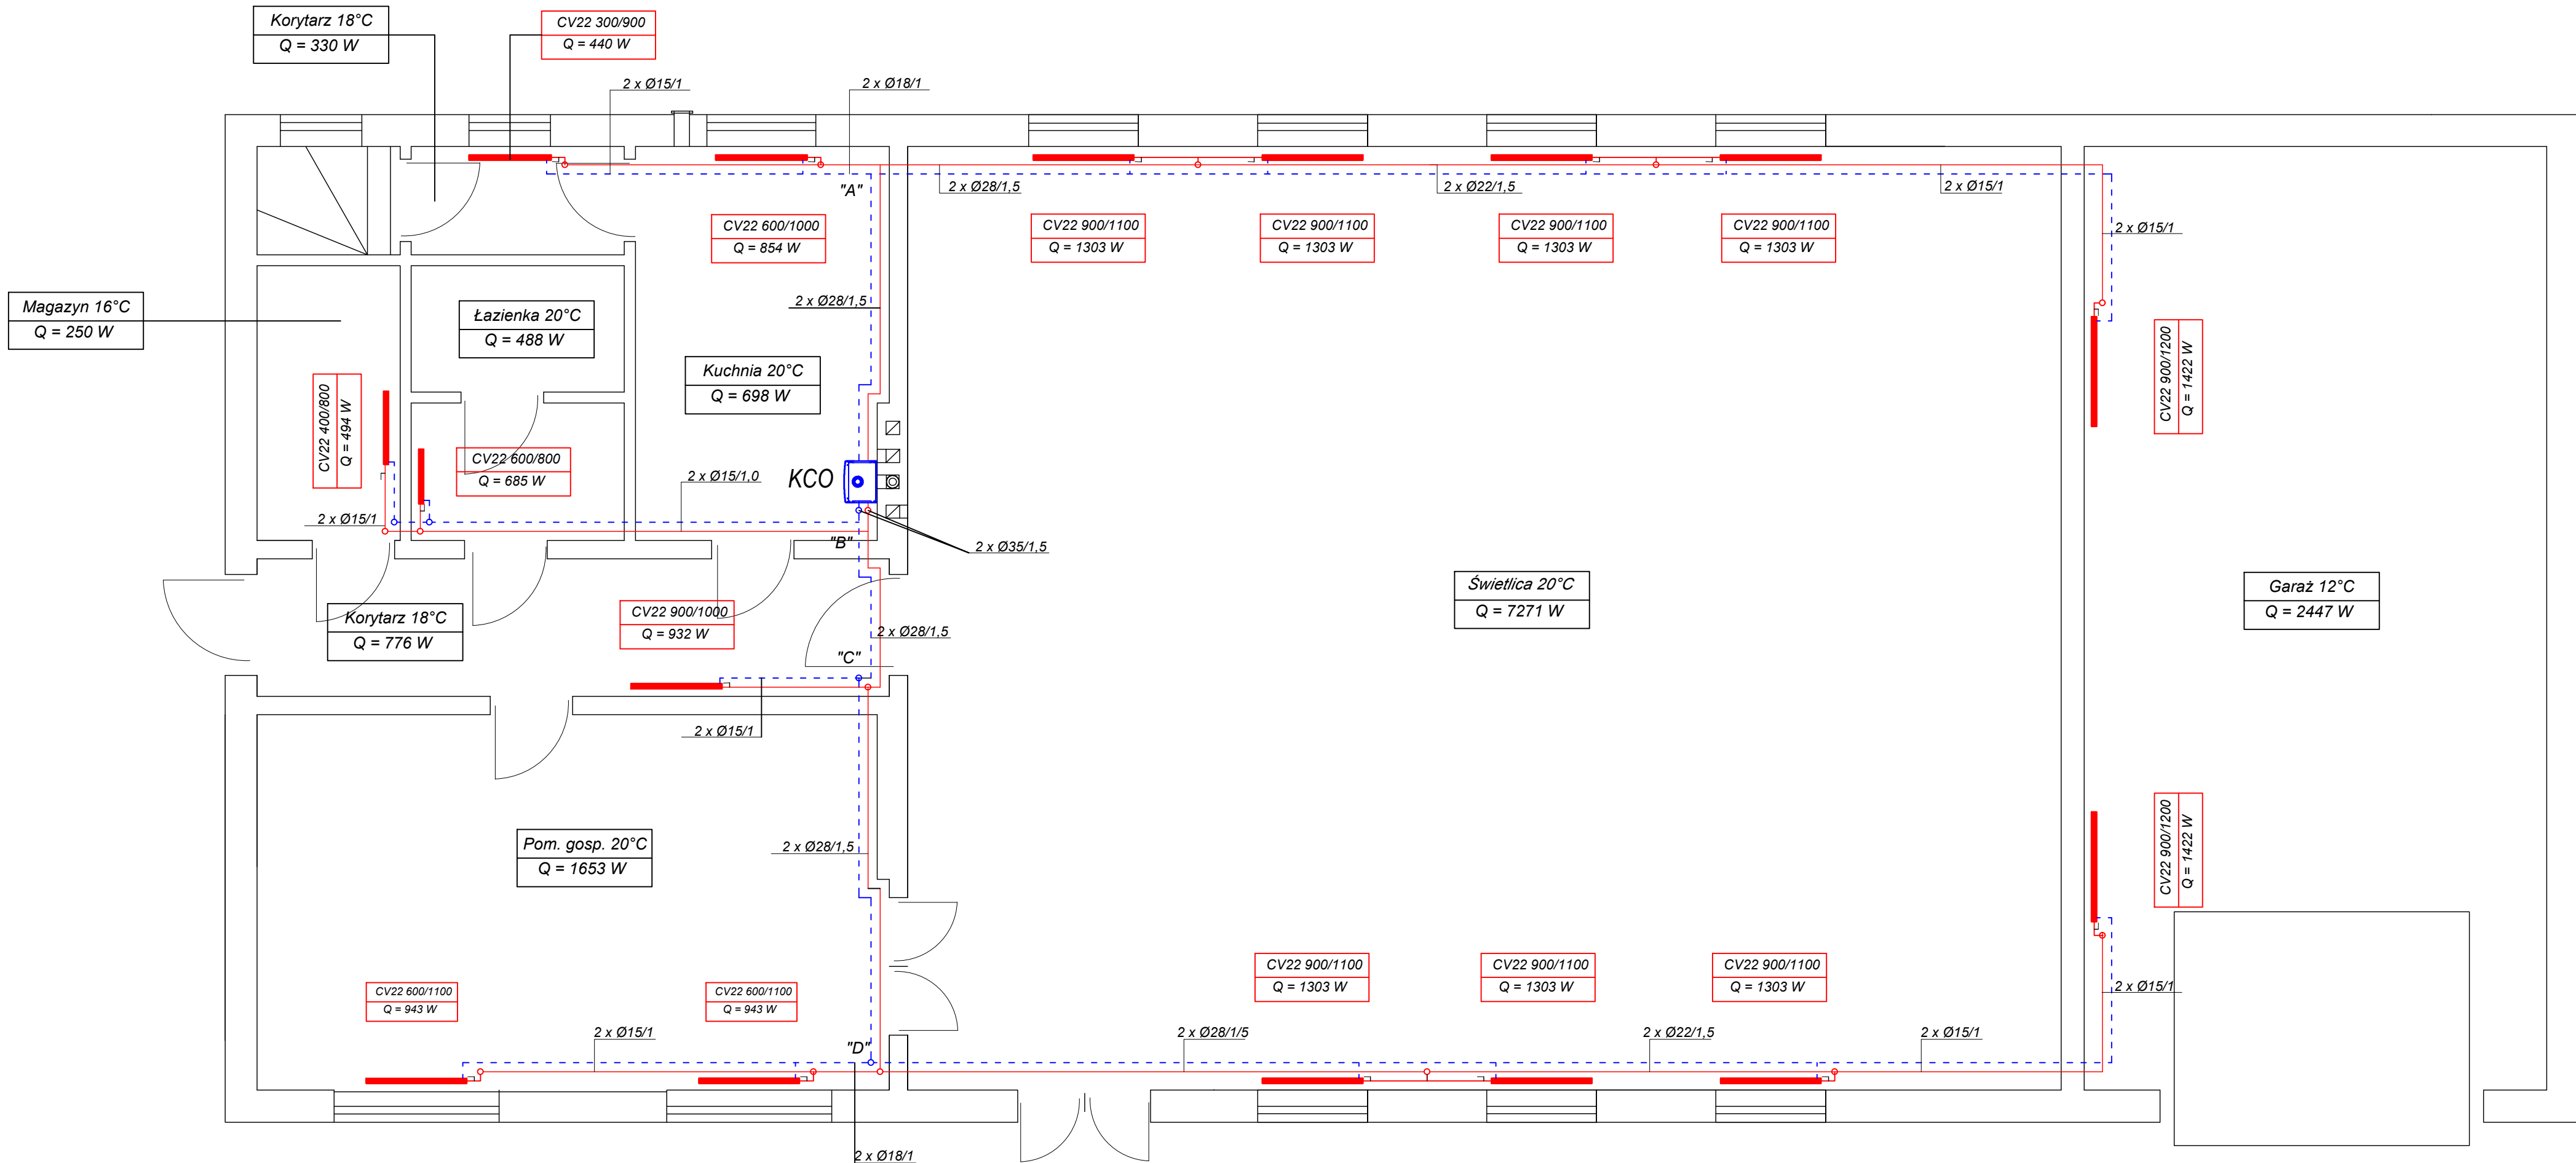 Korytarz 18°C
Q = 330 W
CV22 300/900
Q = 440 W
2 x Ø15/1
2 x Ø18/1
"A"
2 x Ø28/1,5
2 x Ø22/1,5
2 x Ø15/1
CV22 600/1000
Q = 854 W
CV22 900/1100
Q = 1303 W
CV22 900/1100
Q = 1303 W
CV22 900/1100
Q = 1303 W
CV22 900/1100
Q = 1303 W
2 x Ø15/1
Magazyn 16°C
Q = 250 W
Łazienka 20°C
Q = 488 W
2 x Ø28/1,5
Kuchnia 20°C
Q = 698 W
CV22 900/1200
Q = 1422 W
CV22 400/800
Q = 494 W
CV22 600/800
Q = 685 W
2 x Ø15/1,0
KCO
2 x Ø15/1
"B"
2 x Ø35/1,5
Korytarz 18°C
Q = 776 W
CV22 900/1000
Q = 932 W
2 x Ø28/1,5
"C"
Świetlica 20°C
Q = 7271 W
Garaż 12°C
Q = 2447 W
2 x Ø15/1
Pom. gosp. 20°C
Q = 1653 W
2 x Ø28/1,5
CV22 900/1200
Q = 1422 W
CV22 600/1100
Q = 943 W
CV22 600/1100
Q = 943 W
CV22 900/1100
Q = 1303 W
CV22 900/1100
Q = 1303 W
CV22 900/1100
Q = 1303 W
2 x Ø15/1
2 x Ø15/1
"D"
2 x Ø28/1/5
2 x Ø22/1,5
2 x Ø15/1
2 x Ø18/1